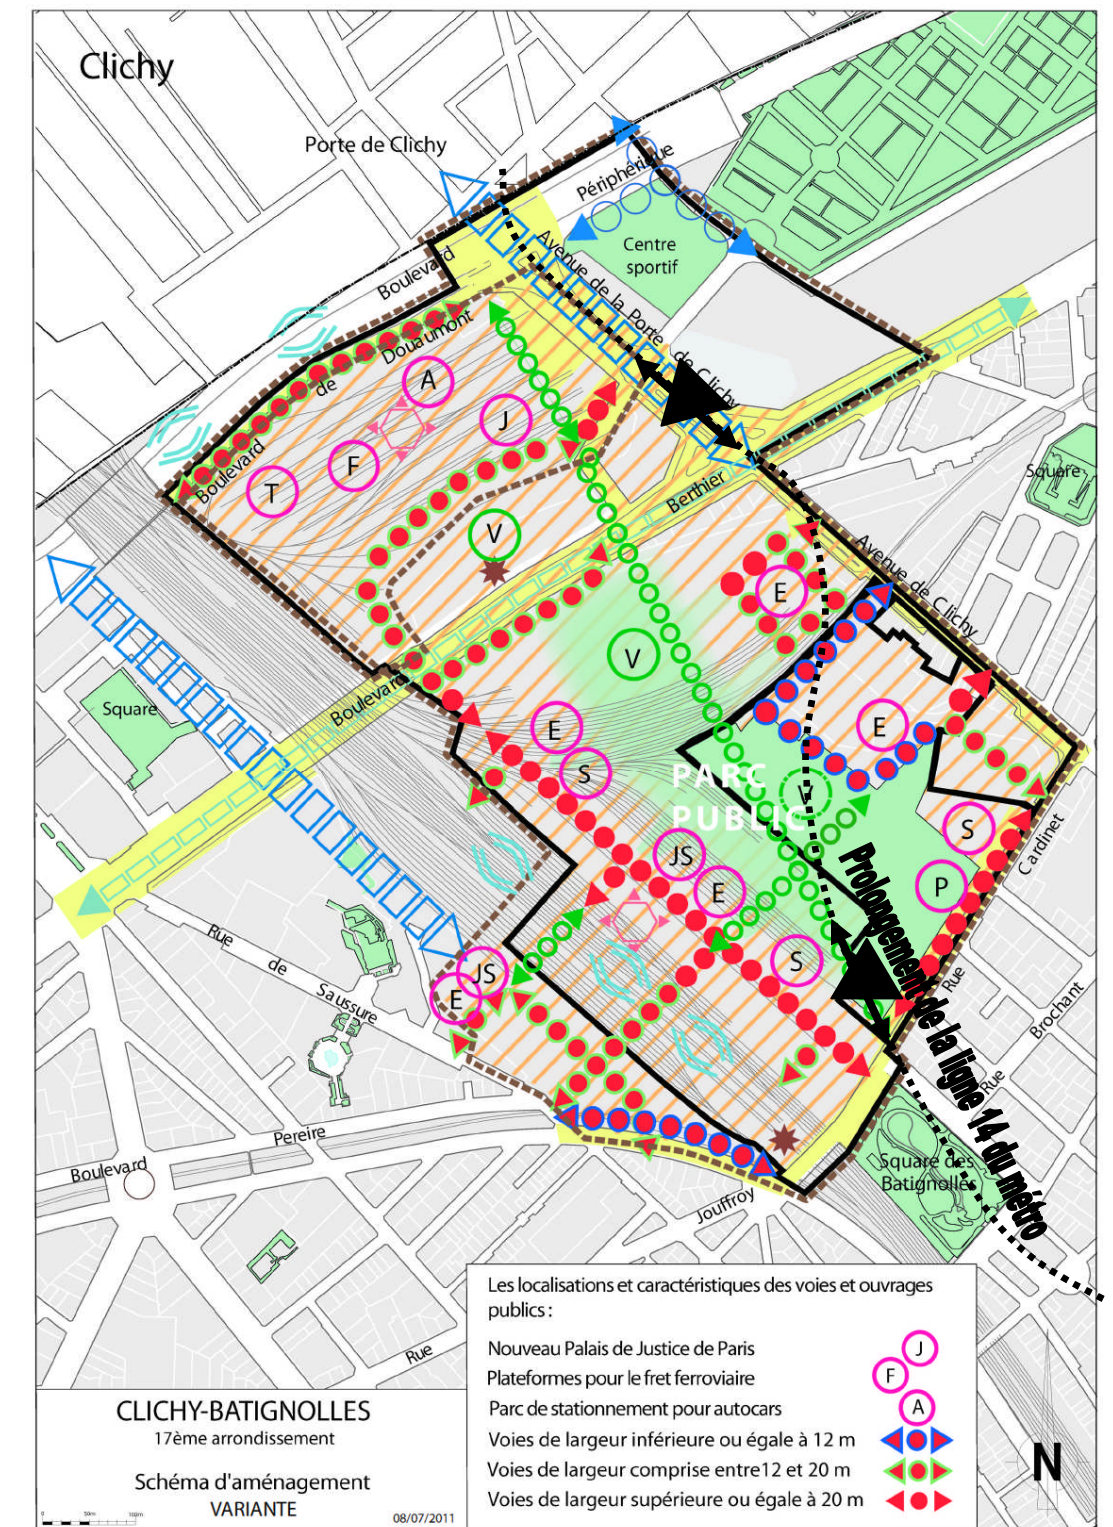 Clichy
Porte de Clichy
Périphérique
Centre
sportif
Avenue de la Porte de Clichy
Boulevard
Douaumont
de
Boulevard
A
J
F
T
V
Berthier
Square
Avenue de Clichy
E
V
Boulevard
Square
E
E
S
PARC
PUBLIC
V
S
JS
E
P
Cardinet
S
Prolongement de la ligne 14 du métro
Rue
de
Saussure
JS
E
Rue
Brochant
Rue
Pereire
Boulevard
Square des
Batignolles
Jouffroy
Rue
Les localisations et caractéristiques des voies et ouvrages
publics :
Nouveau Palais de Justice de Paris J
Plateformes pour le fret ferroviaire F
Parc de stationnement pour autocars A
Voies de largeur inférieure ou égale à 12 m
Voies de largeur comprise entre12 et 20 m
Voies de largeur supérieure ou égale à 20 m
CLICHY-BATIGNOLLES
17ème arrondissement
Schéma d'aménagement
VARIANTE
08/07/2011
0 50m 100m
N